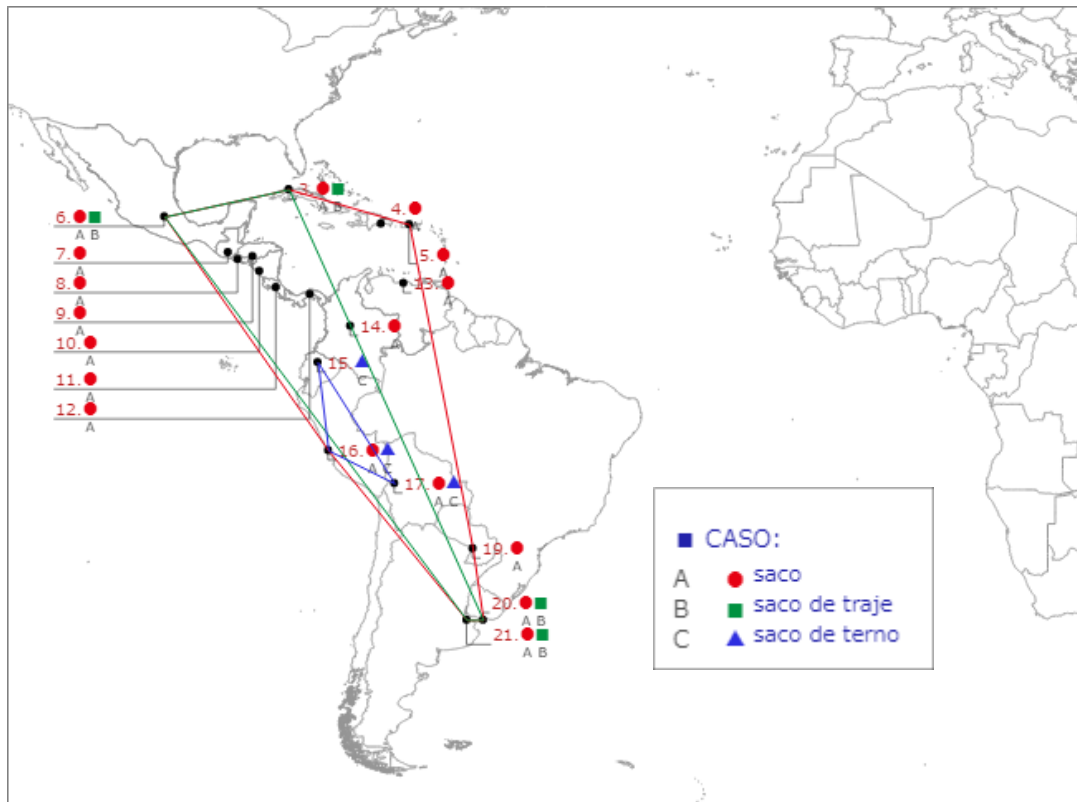 3.
A B
4.
A
6.
A B
5.
A
7.
A
13.
A
8.
A
9.
A
14.
A
10.
A
15.
C
11.
A
12.
A
16.
A C
17.
A C
CASO:
19.
A
A saco
20.
A B
B saco de traje
21.
A B
C saco de terno